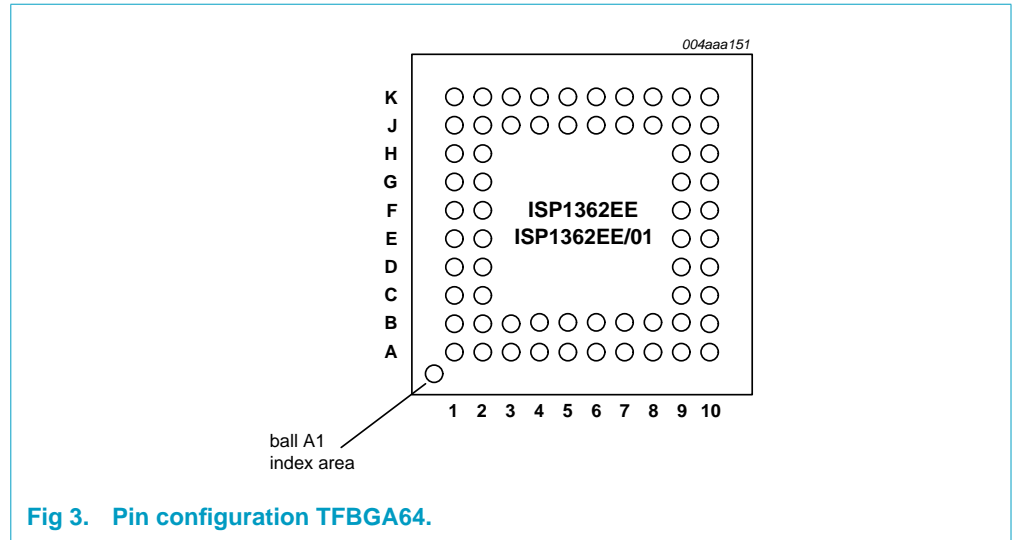 004aaa151
K
J
H
G
F
E
D
C
B
A
ISP1362EE
ISP1362EE/01
1 2 3 4 5 6 7 8 9 10
ball A1
index area
Fig 3. Pin configuration TFBGA64.